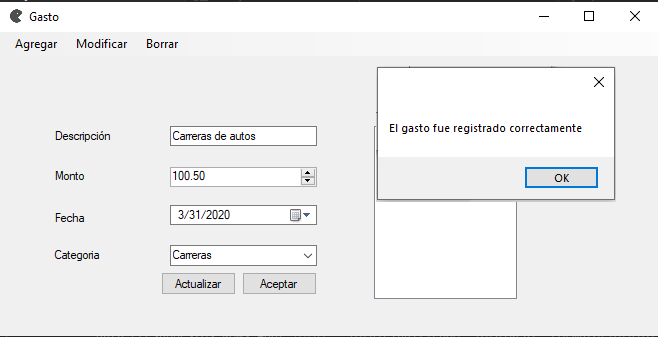 Gasto
Agregar Modificar Borrar
El gasto fue registrado correctamente
OK
Descripción Carreras de autos
Monto 100.50
Fecha 3/31/2020
Categoria Carreras
Actualizar Aceptar